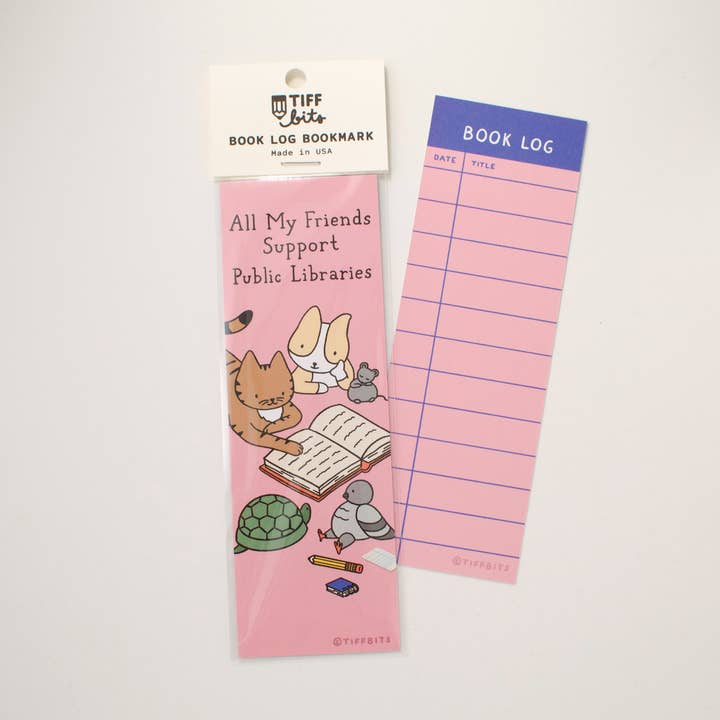 TIFF
bits
BOOK LOG BOOKMARK
Made in USA
All My Friends
Support
Public Libraries
©TIFFBITS
BOOK LOG
DATE TITLE
©TIFFBITS